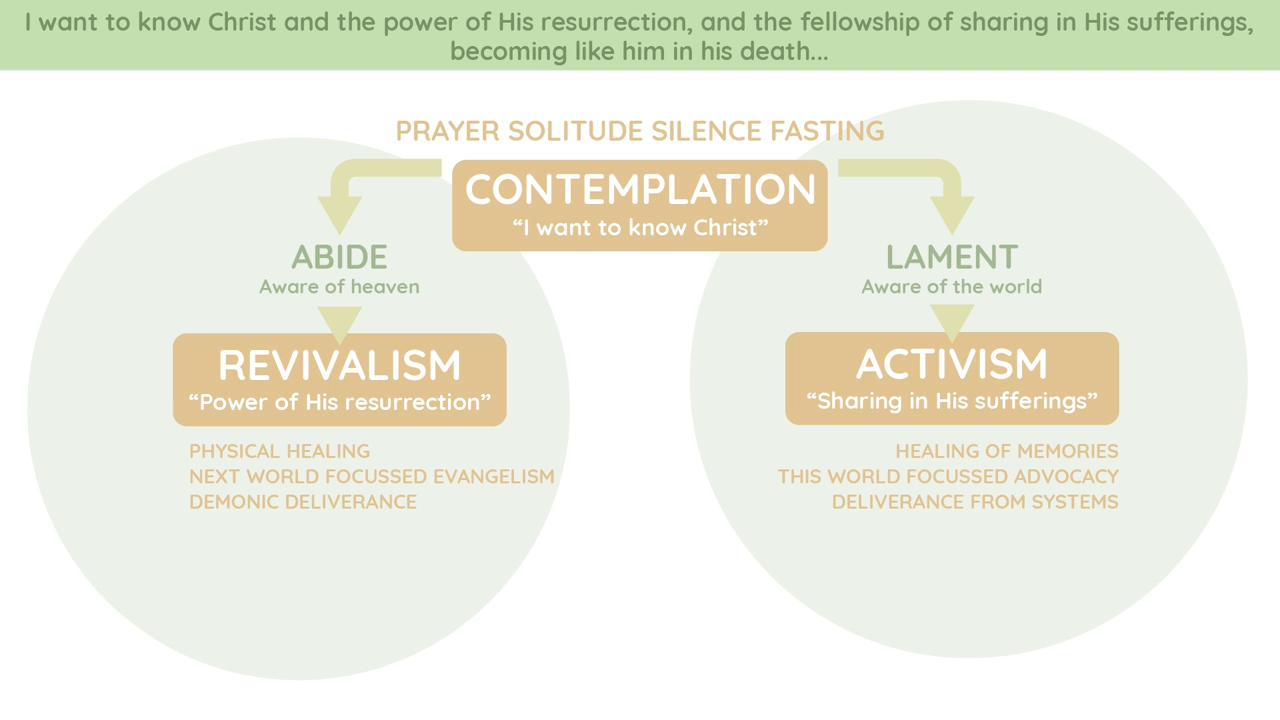 I want to know Christ and the power of His resurrection, and the fellowship of sharing in His sufferings,
becoming like him in his death...
PRAYER SOLITUDE SILENCE FASTING
CONTEMPLATION
“I want to know Christ”
ABIDE
Aware of heaven
REVIVALISM
“Power of His resurrection”
PHYSICAL HEALING
NEXT WORLD FOCUSSED EVANGELISM
DEMONIC DELIVERANCE
LAMENT
Aware of the world
ACTIVISM
“Sharing in His sufferings”
HEALING OF MEMORIES
THIS WORLD FOCUSSED ADVOCACY
DELIVERANCE FROM SYSTEMS